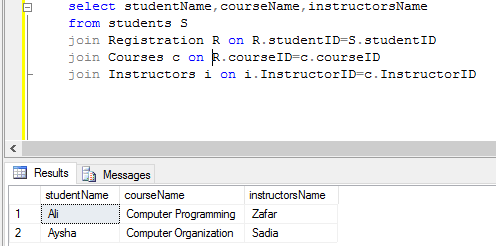 select studentName,courseName,instructorsName
from students S
join Registration R on R.studentID=S.studentID
join Courses c on R.courseID=c.courseID
join Instructors i on i.InstructorID=c.InstructorID
Results Messages
studentName courseName instructorsName
1 Ali Computer Programming Zafar
2 Aysha Computer Organization Sadia